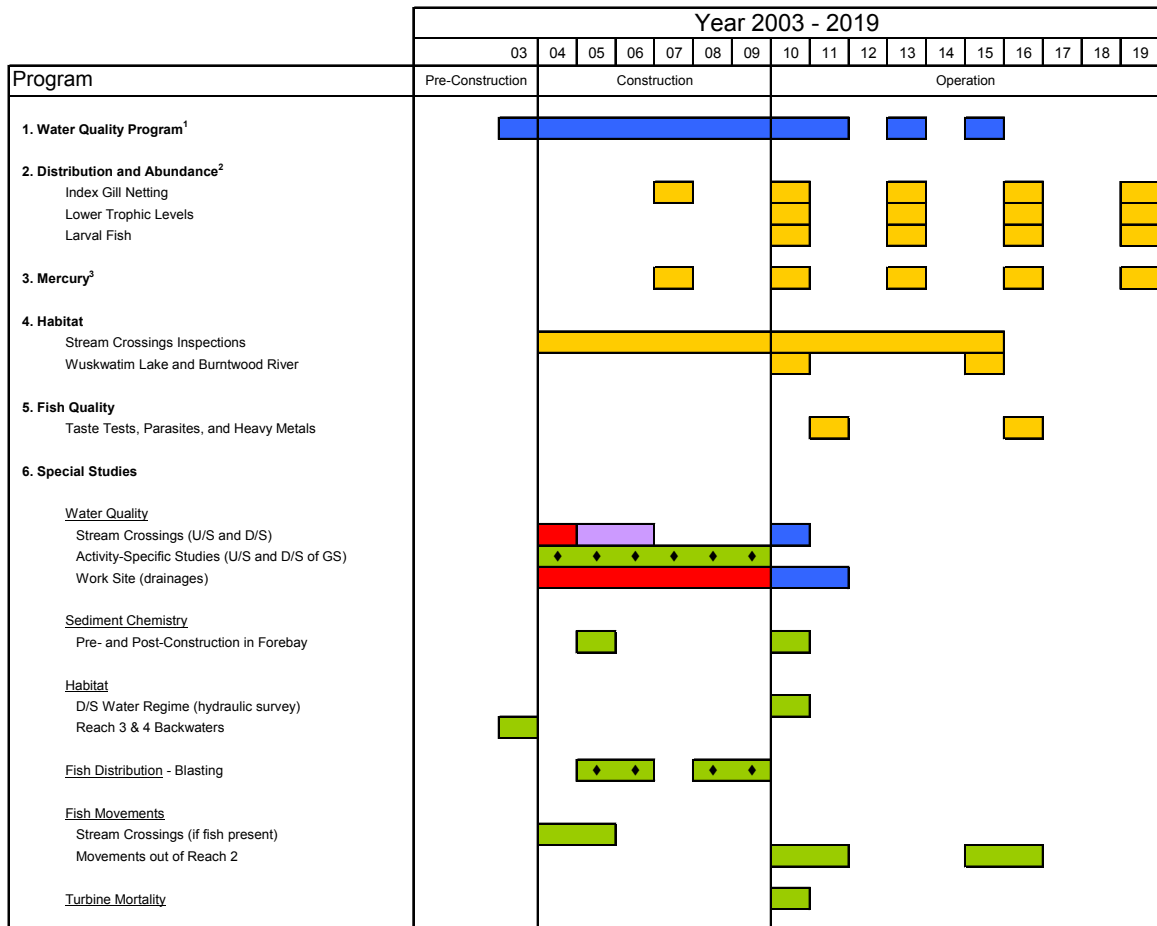 Year 2003 - 2019
03 04 05 06 07 08 09 10 11 12 13 14 15 16 17 18 19
Program Pre-Construction Construction Operation
1. Water Quality Program1
2. Distribution and Abundance2
Index Gill Netting
Lower Trophic Levels
Larval Fish
3. Mercury3
4. Habitat
Stream Crossings Inspections
Wuskwatim Lake and Burntwood River
5. Fish Quality
Taste Tests, Parasites, and Heavy Metals
6. Special Studies
Water Quality
Stream Crossings (U/S and D/S)
Activity-Specific Studies (U/S and D/S of GS)
Work Site (drainages)
Sediment Chemistry
Pre- and Post-Construction in Forebay
Habitat
D/S Water Regime (hydraulic survey)
Reach 3 & 4 Backwaters
Fish Distribution - Blasting
Fish Movements
Stream Crossings (if fish present)
Movements out of Reach 2
Turbine Mortality